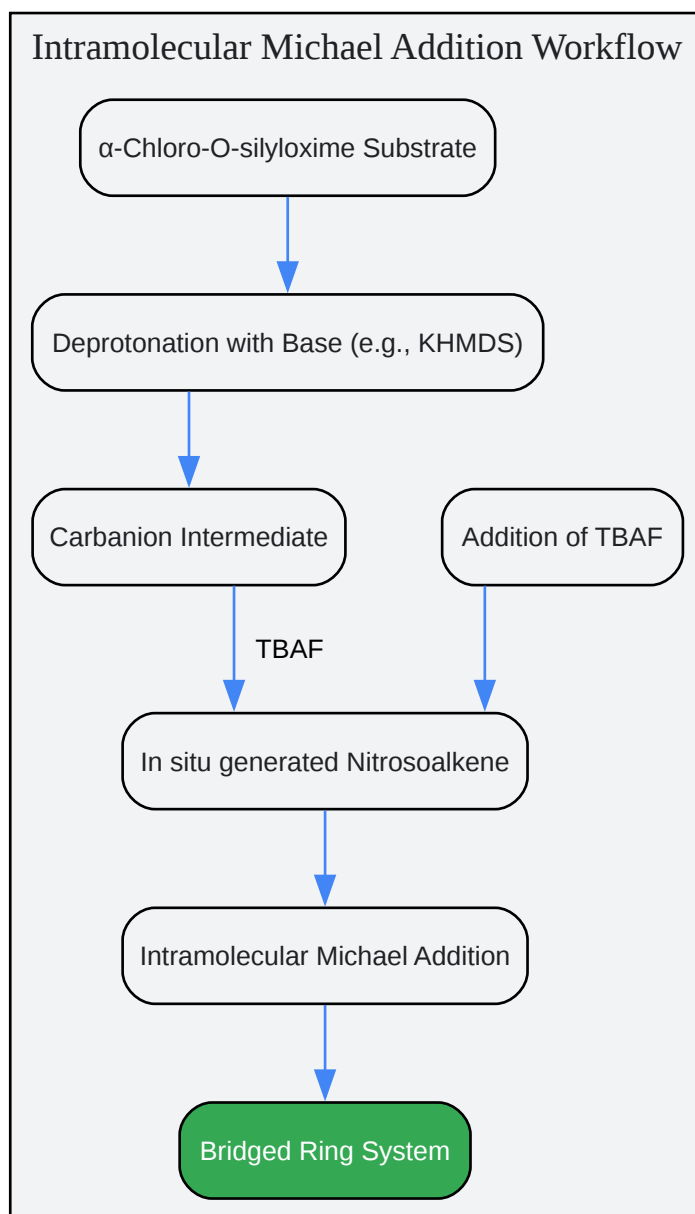 Intramolecular Michael Addition Workflow
α-Chloro-O-silyloxime Substrate
Deprotonation with Base (e.g., KHMDS)
Carbanion Intermediate
Addition of TBAF
TBAF
In situ generated Nitrosoalkene
Intramolecular Michael Addition
Bridged Ring System